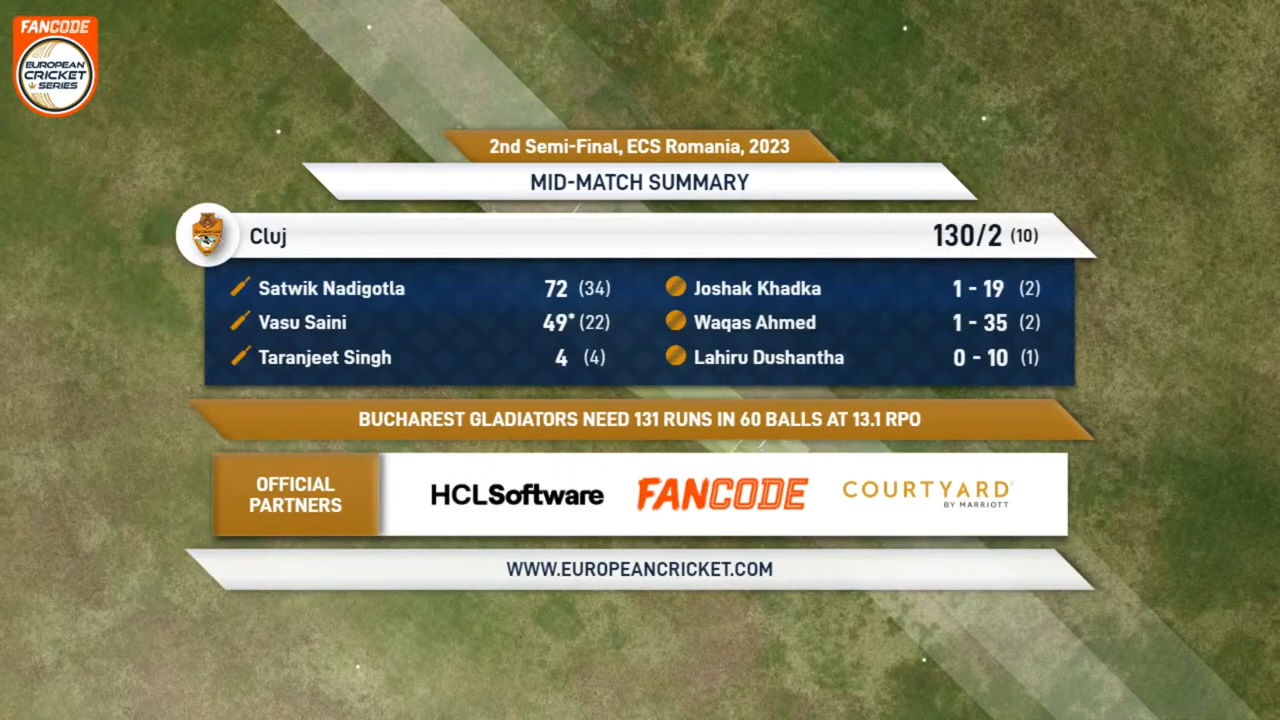 FANCODE
EUROPEAN
CRICKET
SERIES
2nd Semi-Final, ECS Romania, 2023
MID-MATCH SUMMARY
Cluj 130/2 (10)
Satwik Nadigotla 72 (34) Joshak Khadka 1 - 19 (2)
Vasu Saini 49* (22) Waqas Ahmed 1 - 35 (2)
Taranjeet Singh 4 (4) Lahiru Dushantha 0 - 10 (1)
BUCHAREST GLADIATORS NEED 131 RUNS IN 60 BALLS AT 13.1 RPO
OFFICIAL
PARTNERS
HCLSoftware FANCODE COURTYARD
BY MARRIOTT
WWW.EUROPEANCRICKET.COM